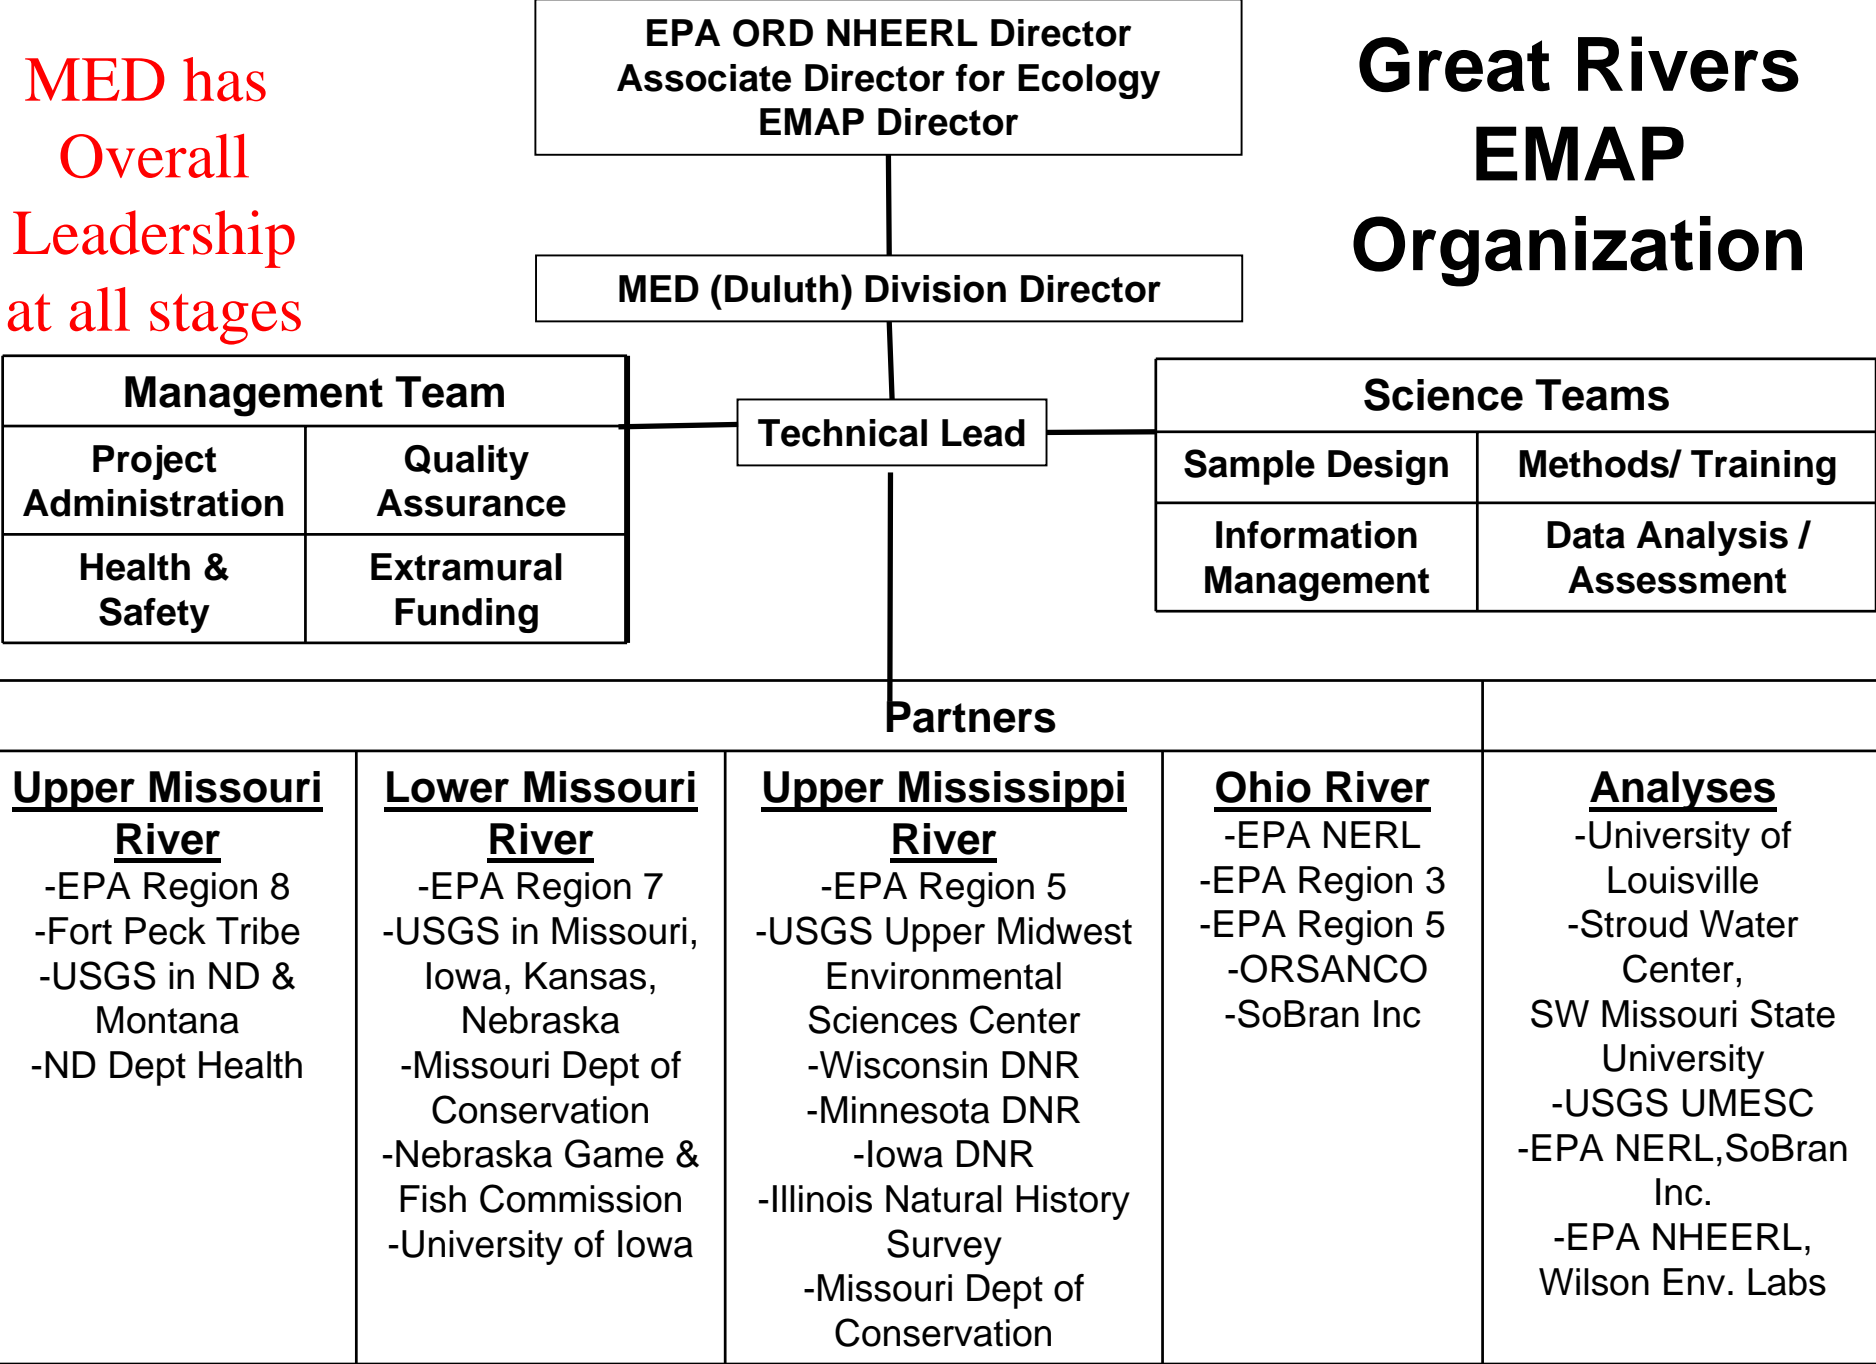 MED has
Overall
Leadership
at all stages
EPA ORD NHEERL Director
Associate Director for Ecology
EMAP Director
Great Rivers
EMAP
Organization
MED (Duluth) Division Director
Technical Lead
Management Team
Project
Administration
Quality
Assurance
Health &
Safety
Extramural
Funding
Science Teams
Sample Design
Methods/ Training
Information
Management
Data Analysis /
Assessment
Partners
Upper Missouri
River
-EPA Region 8
-Fort Peck Tribe
-USGS in ND &
Montana
-ND Dept Health
Lower Missouri
River
-EPA Region 7
-USGS in Missouri,
Iowa, Kansas,
Nebraska
-Missouri Dept of
Conservation
-Nebraska Game &
Fish Commission
-University of Iowa
Upper Mississippi
River
-EPA Region 5
-USGS Upper Midwest
Environmental
Sciences Center
-Wisconsin DNR
-Minnesota DNR
-Iowa DNR
-Illinois Natural History
Survey
-Missouri Dept of
Conservation
Ohio River
-EPA NERL
-EPA Region 3
-EPA Region 5
-ORSANCO
-SoBran Inc
Analyses
-University of
Louisville
-Stroud Water
Center,
SW Missouri State
University
-USGS UMESC
-EPA NERL,SoBran
Inc.
-EPA NHEERL,
Wilson Env. Labs